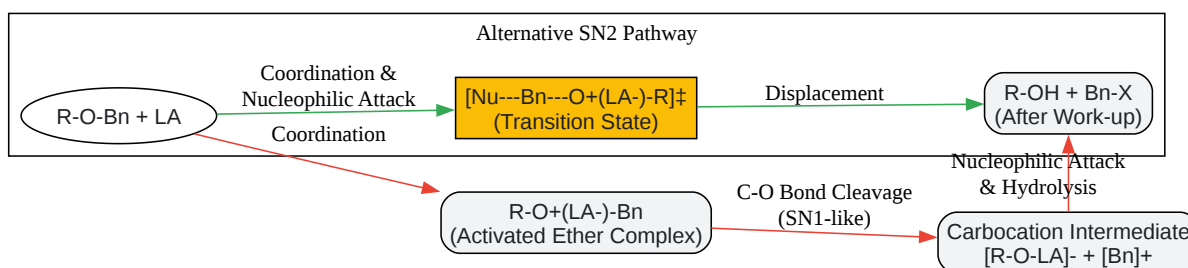 Alternative SN2 Pathway
Coordination &
Nucleophilic Attack
R-O-Bn + LA
[Nu---Bn---O+(LA-)-R]‡
(Transition State)
Displacement
R-OH + Bn-X
(After Work-up)
Coordination
R-O+(LA-)-Bn
(Activated Ether Complex)
C-O Bond Cleavage
(SN1-like)
Nucleophilic Attack
& Hydrolysis
Carbocation Intermediate
[R-O-LA]- + [Bn]+